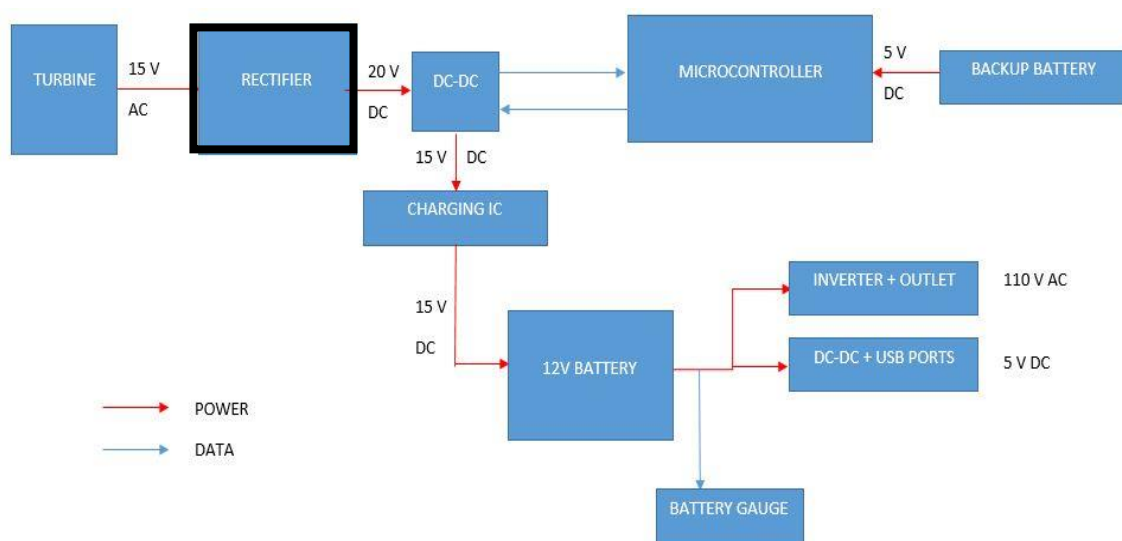 TURBINE
15 V
AC
RECTIFIER
20 V
DC
DC-DC
MICROCONTROLLER
5 V
DC
BACKUP BATTERY
15 V
DC
CHARGING IC
15 V
DC
12V BATTERY
INVERTER + OUTLET
110 V AC
DC-DC + USB PORTS
5 V DC
POWER
DATA
BATTERY GAUGE